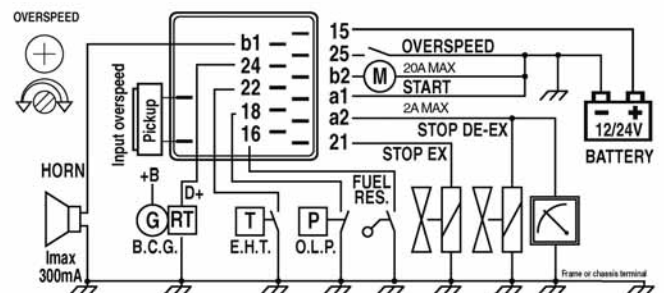 OVERSPEED
Input overspeed
Pickup
b1
24
22
18
16
15
25
b2
a1
a2
21
OVERSPEED
M
20A MAX
START
2A MAX
STOP DE-EX
STOP EX
− +
12/24V
BATTERY
HORN
Imax
300mA
+B
D+
G
RT
B.C.G.
T
E.H.T.
P
O.L.P.
FUEL
RES.
Frame or chassis terminal